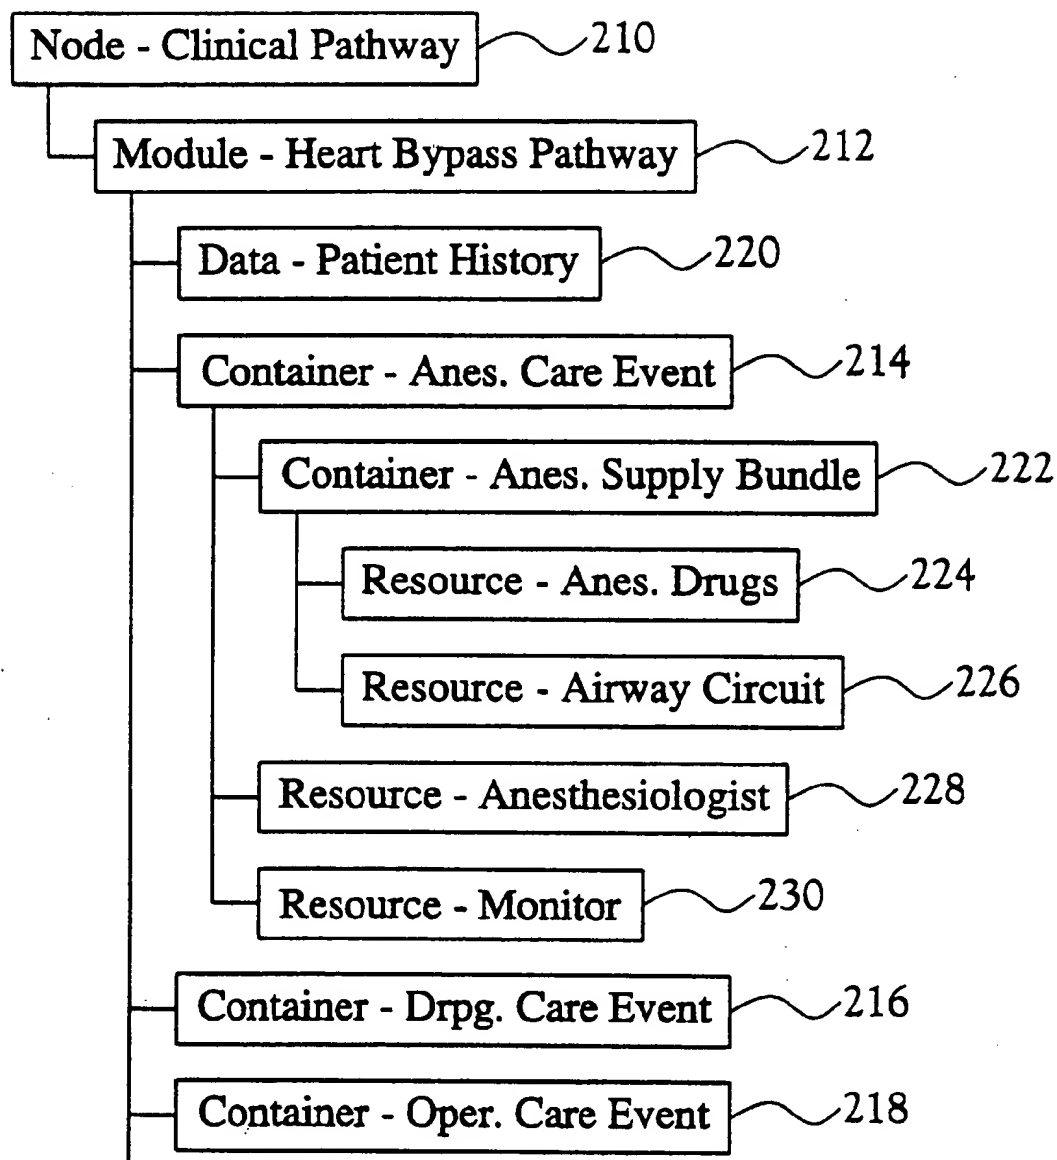 Node - Clinical Pathway 210
Module - Heart Bypass Pathway 212
Data - Patient History 220
Container - Anes. Care Event 214
Container - Anes. Supply Bundle 222
Resource - Anes. Drugs 224
Resource - Airway Circuit 226
Resource - Anesthesiologist 228
Resource - Monitor 230
Container - Drpg. Care Event 216
Container - Oper. Care Event 218